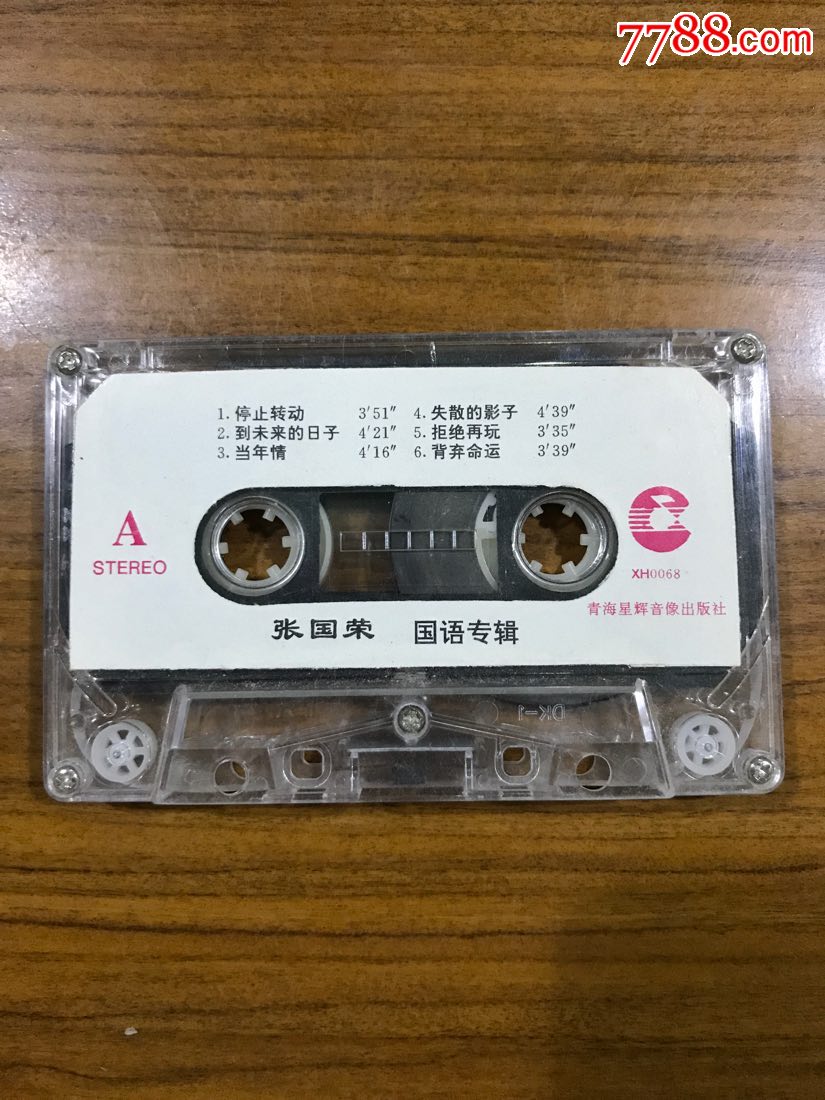 7788.com
1.停止转动 3′51″ 4.失散的影子 4′39″
2.到未来的日子 4′21″ 5.拒绝再玩 3′35″
3.当年情 4′16″ 6.背弃命运 3′39″
A
STEREO
XH0068
青海星辉音像出版社
张国荣 国语专辑
DK-1